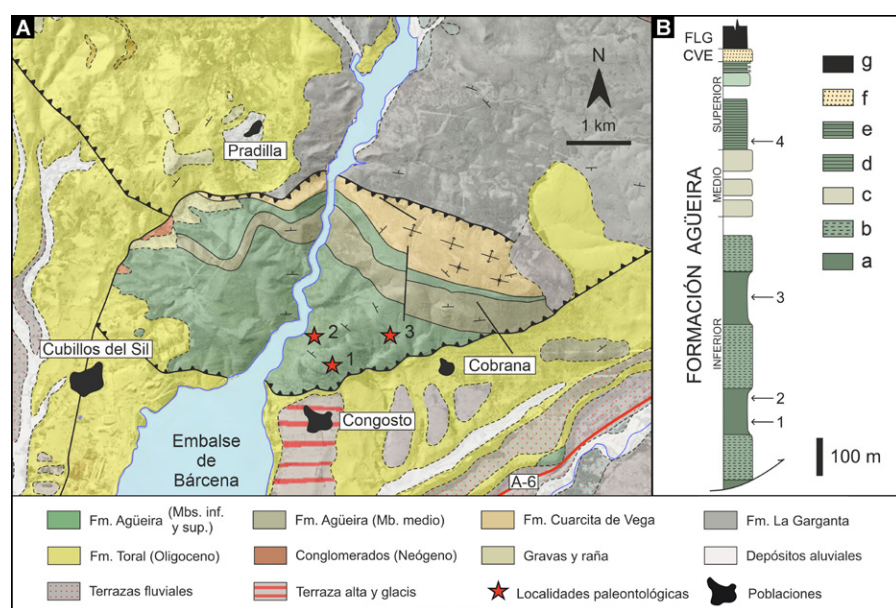 A
N
1 km
Pradilla
2
3
1
Cubillos del Sil
Cobrana
Congosto
Embalse
de
Bárcena
A-6
B
FLG
CVE
SUPERIOR
MEDIO
INFERIOR
FORMACIÓN AGÜEIRA
4
3
2
1
g
f
e
d
c
b
a
100 m
Fm. Agüeira (Mbs. inf. y sup.)
Fm. Agüeira (Mb. medio)
Fm. Cuarcita de Vega
Fm. La Garganta
Fm. Toral (Oligoceno)
Conglomerados (Neógeno)
Gravas y raña
Depósitos aluviales
Terrazas fluviales
Terraza alta y glacis
Localidades paleontológicas
Poblaciones